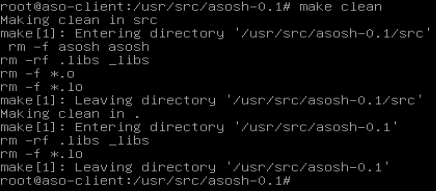 root@aso-client:/usr/src/asosh-0.1# make clean
Making clean in src
make[1]: Entering directory '/usr/src/asosh-0.1/src'
 rm -f asosh asosh
rm -rf .libs _libs
rm -f *.o
rm -f *.lo
make[1]: Leaving directory '/usr/src/asosh-0.1/src'
Making clean in .
make[1]: Entering directory '/usr/src/asosh-0.1'
rm -rf .libs _libs
rm -f *.lo
make[1]: Leaving directory '/usr/src/asosh-0.1'
root@aso-client:/usr/src/asosh-0.1#